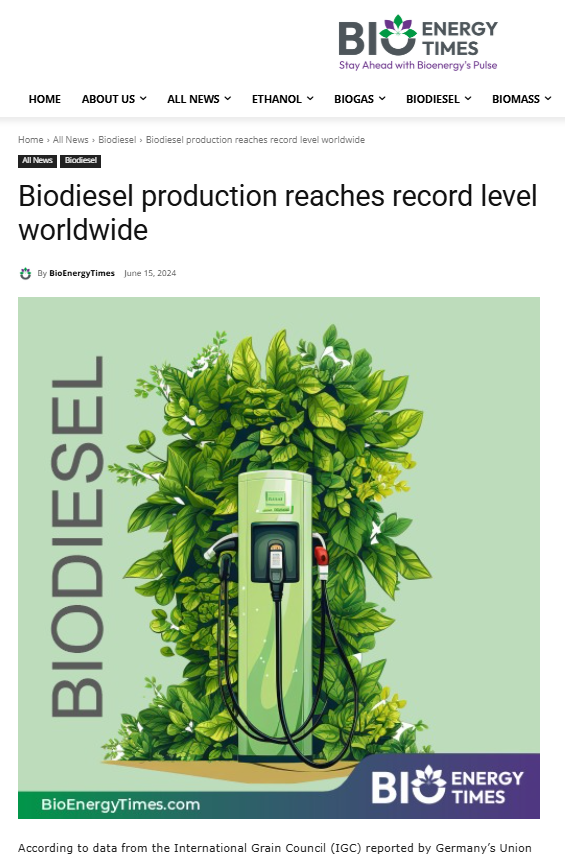 BIO ENERGY
TIMES
Stay Ahead with Bioenergy's Pulse
HOME ABOUT US ALL NEWS ETHANOL BIOGAS BIODIESEL BIOMASS
Home › All News › Biodiesel › Biodiesel production reaches record level worldwide
All News Biodiesel
Biodiesel production reaches record level
worldwide
By BioEnergyTimes June 15, 2024
BIODIESEL
BIO ENERGY
TIMES
BioEnergyTimes.com
According to data from the International Grain Council (IGC) reported by Germany’s Union